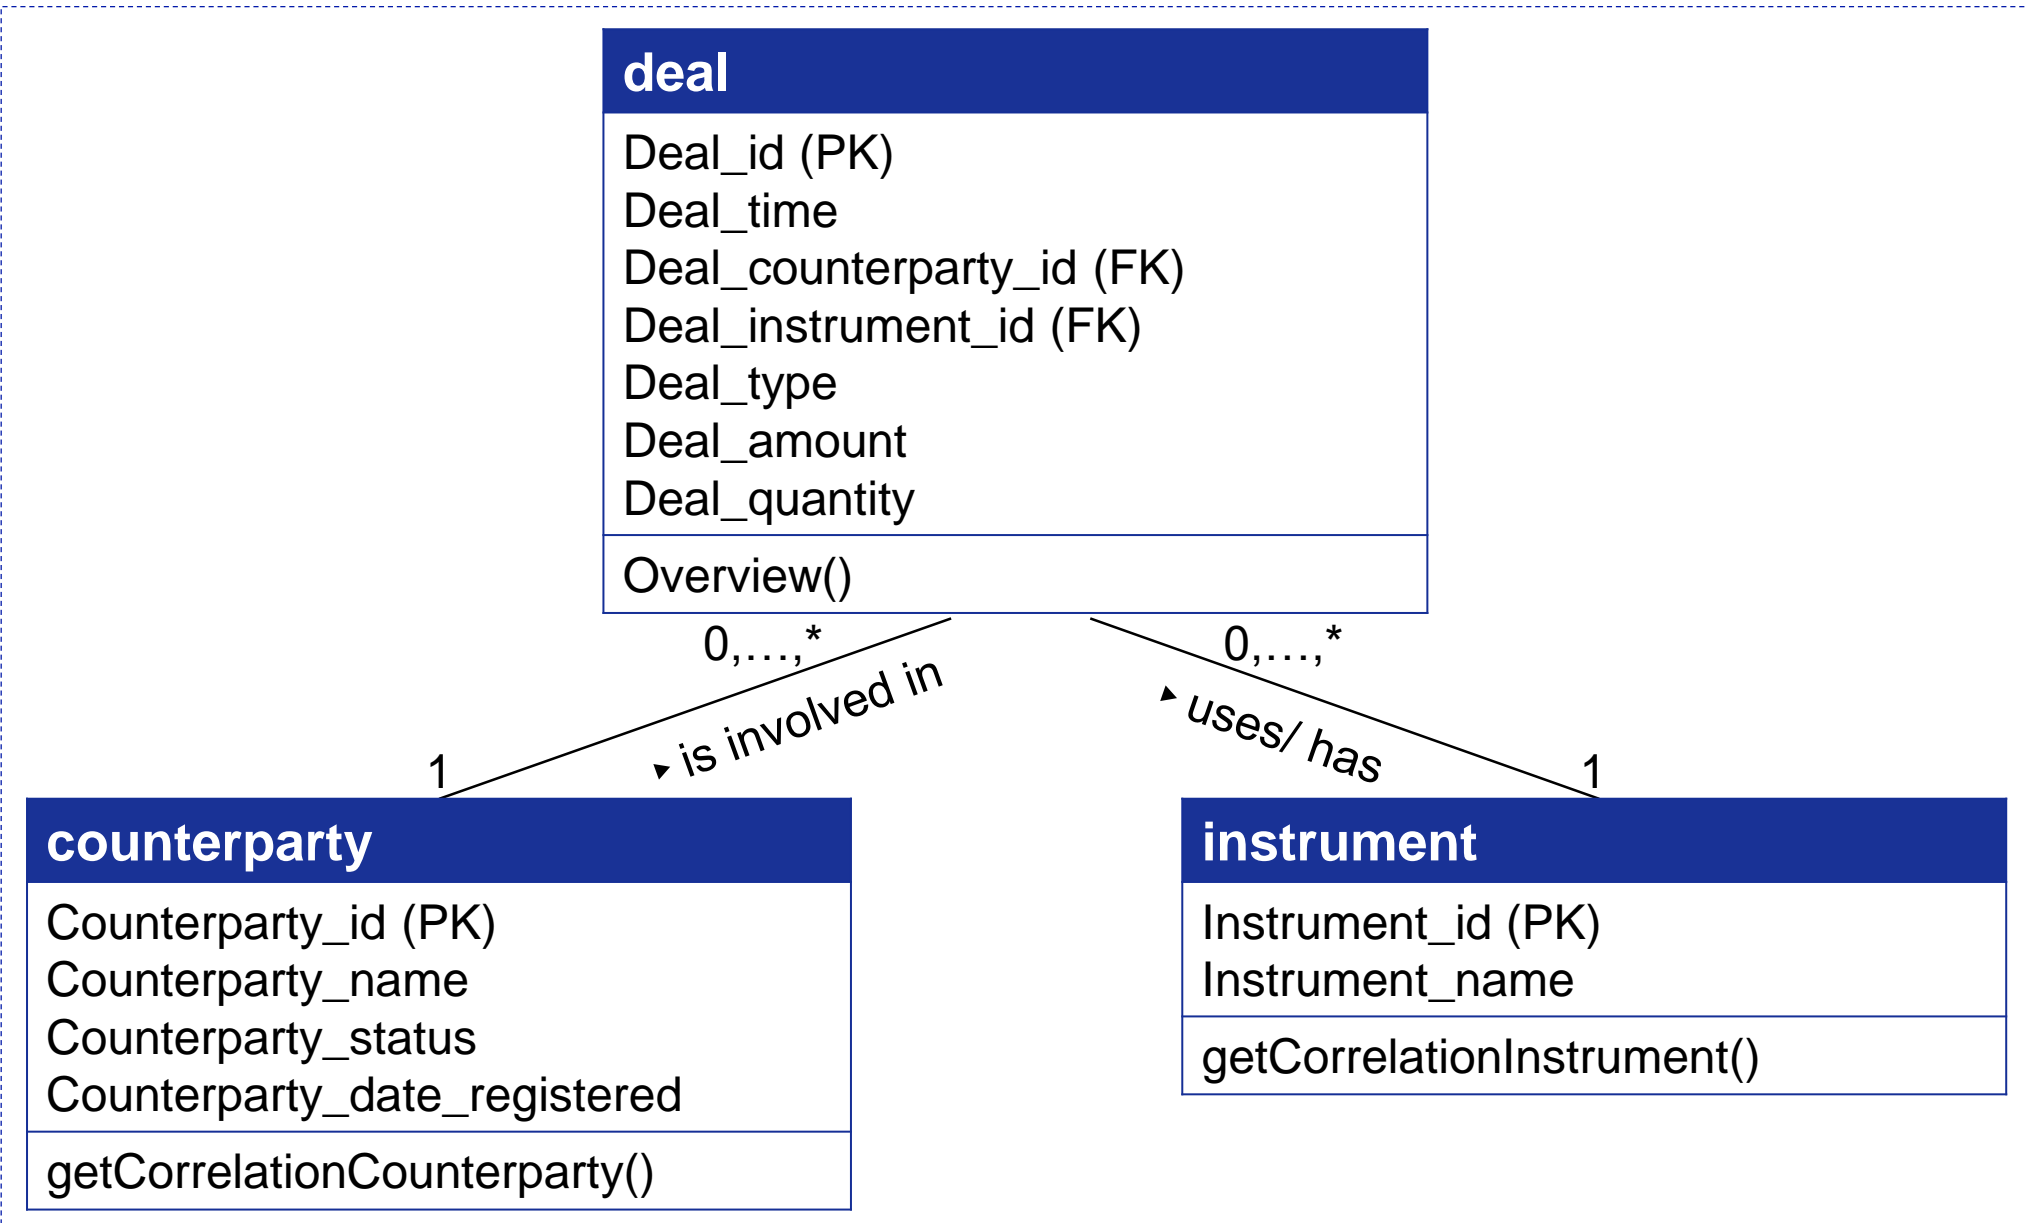 deal
Deal_id (PK)
Deal_time
Deal_counterparty_id (FK)
Deal_instrument_id (FK)
Deal_type
Deal_amount
Deal_quantity
Overview()
0,…,*
0,…,*
is involved in
uses/ has
1
1
counterparty
Counterparty_id (PK)
Counterparty_name
Counterparty_status
Counterparty_date_registered
getCorrelationCounterparty()
instrument
Instrument_id (PK)
Instrument_name
getCorrelationInstrument()